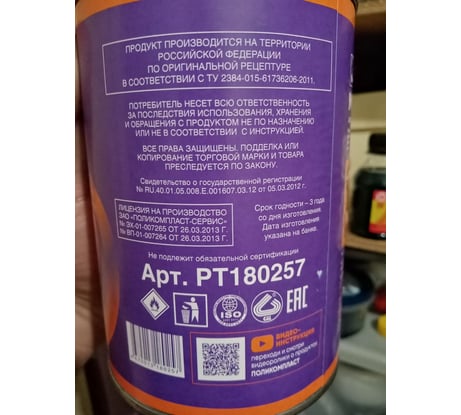 ПРОДУКТ ПРОИЗВОДИТСЯ НА ТЕРРИТОРИИ
РОССИЙСКОЙ ФЕДЕРАЦИИ
ПО ОРИГИНАЛЬНОЙ РЕЦЕПТУРЕ
В СООТВЕТСТВИИ С ТУ 2384-015-61736206-2011.
ПОТРЕБИТЕЛЬ НЕСЕТ ВСЮ ОТВЕТСТВЕННОСТЬ
ЗА ПОСЛЕДСТВИЯ ИСПОЛЬЗОВАНИЯ, ХРАНЕНИЯ
И ОБРАЩЕНИЯ С ПРОДУКТОМ НЕ ПО НАЗНАЧЕНИЮ
ИЛИ НЕ В СООТВЕТСТВИИ С ИНСТРУКЦИЕЙ.
ВСЕ ПРАВА ЗАЩИЩЕНЫ. ПОДДЕЛКА ИЛИ
КОПИРОВАНИЕ ТОРГОВОЙ МАРКИ И ТОВАРА
ПРЕСЛЕДУЕТСЯ ПО ЗАКОНУ.
Свидетельство о государственной регистрации
№ RU.40.01.05.008.Е.001607.03.12 от 05.03.2012 г.
ЛИЦЕНЗИЯ НА ПРОИЗВОДСТВО
ЗАО «ПОЛИКОМПЛАСТ-СЕРВИС»
№ ЭХ-01-007265 ОТ 26.03.2013 Г.
№ ВП-01-007264 ОТ 26.03.2013 Г.
Срок годности – 3 года
со дня изготовления.
Дата изготовления
указана на банке.
Не подлежит обязательной сертификации
Арт. PT180257
ISO
EAC
ВИДЕО-
ИНСТРУКЦИЯ
переходи и смотри
видеоролики о продуктах
ПОЛИКОМПЛАСТ